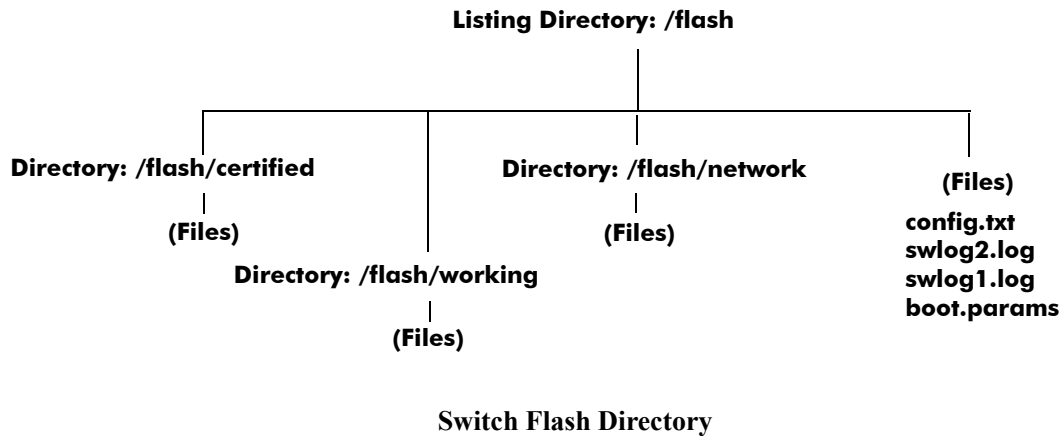 Listing Directory: /flash
Directory: /flash/certified
(Files)
Directory: /flash/working
(Files)
Directory: /flash/network
(Files)
(Files)
config.txt
swlog2.log
swlog1.log
boot.params
Switch Flash Directory